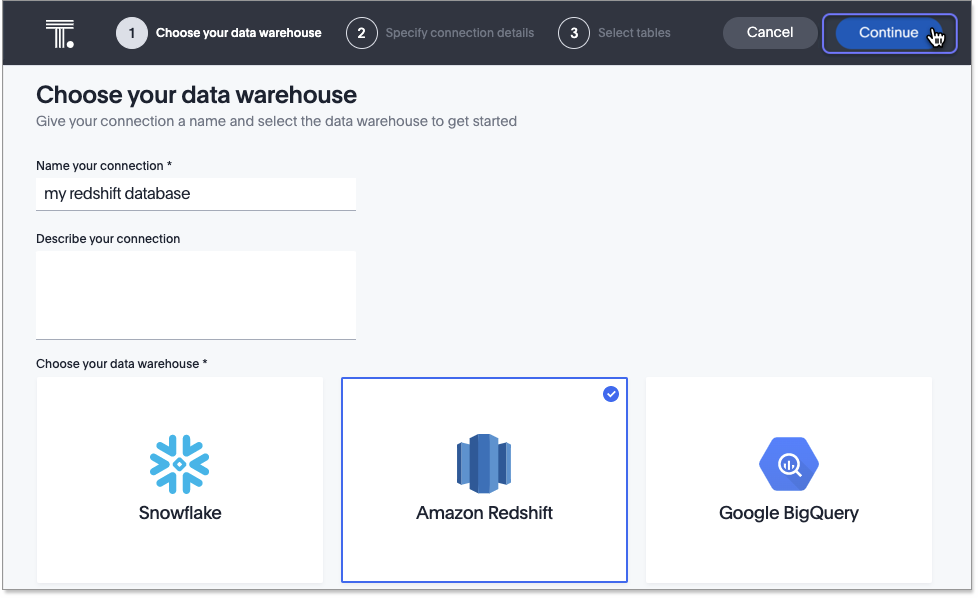 T.
1 Choose your data warehouse 2 Specify connection details 3 Select tables Cancel Continue
Choose your data warehouse
Give your connection a name and select the data warehouse to get started
Name your connection *
my redshift database
Describe your connection
Choose your data warehouse *
Snowflake Amazon Redshift Google BigQuery